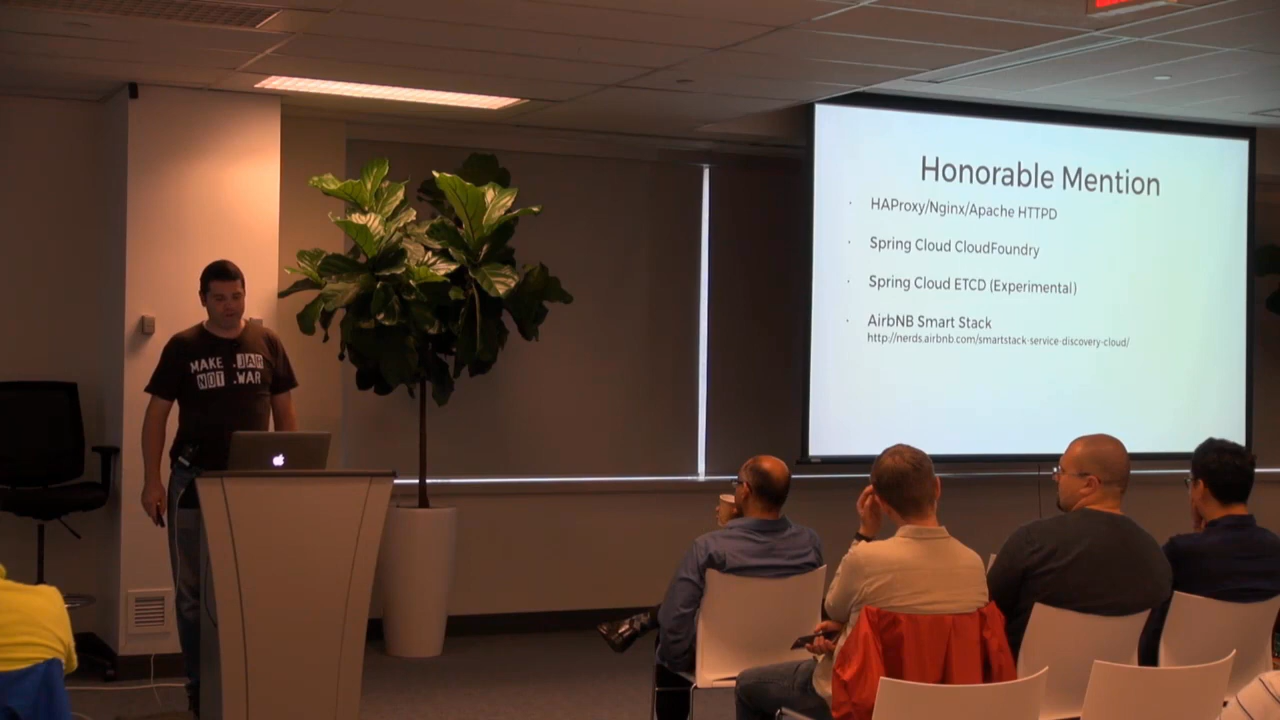 MAKE .JAR
NOT .WAR
Honorable Mention
HAProxy/Nginx/Apache HTTPD
Spring Cloud CloudFoundry
Spring Cloud ETCD (Experimental)
AirbNB Smart Stack
http://nerds.airbnb.com/smartstack-service-discovery-cloud/